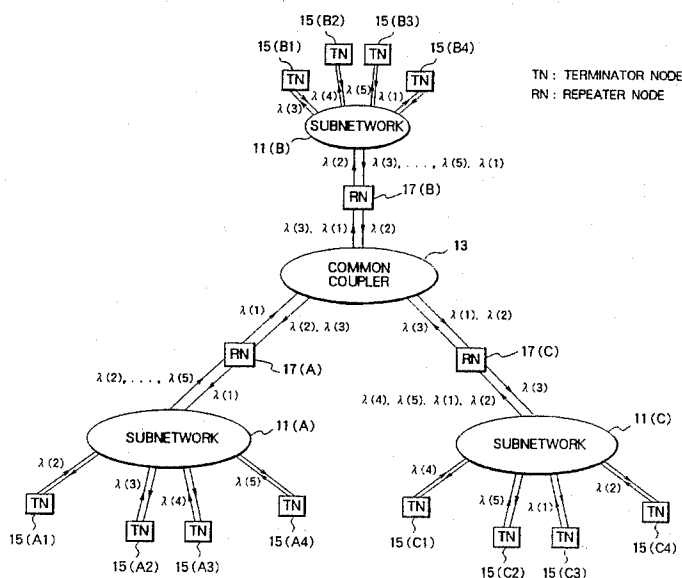 15(B2)
15(B3)
15(B1)
15(B4)
TN
TN
TN
TN
TN : TERMINATOR NODE
RN : REPEATER NODE
λ(3)
λ(4)
λ(5)
λ(1)
SUBNETWORK
11(B)
λ(2)
λ(3), . . . , λ(5), λ(1)
RN
17(B)
λ(3), λ(1)
λ(2)
13
COMMON
COUPLER
λ(1)
λ(2), λ(3)
λ(3)
λ(1), λ(2)
RN
17(A)
RN
17(C)
λ(2), . . . , λ(5)
λ(1)
λ(4), λ(5), λ(1), λ(2)
λ(3)
SUBNETWORK
11(A)
SUBNETWORK
11(C)
λ(2)
λ(3)
λ(4)
λ(5)
λ(4)
λ(5)
λ(1)
λ(2)
TN
TN
TN
TN
TN
TN
TN
TN
15(A1)
15(A2)
15(A3)
15(A4)
15(C1)
15(C2)
15(C3)
15(C4)